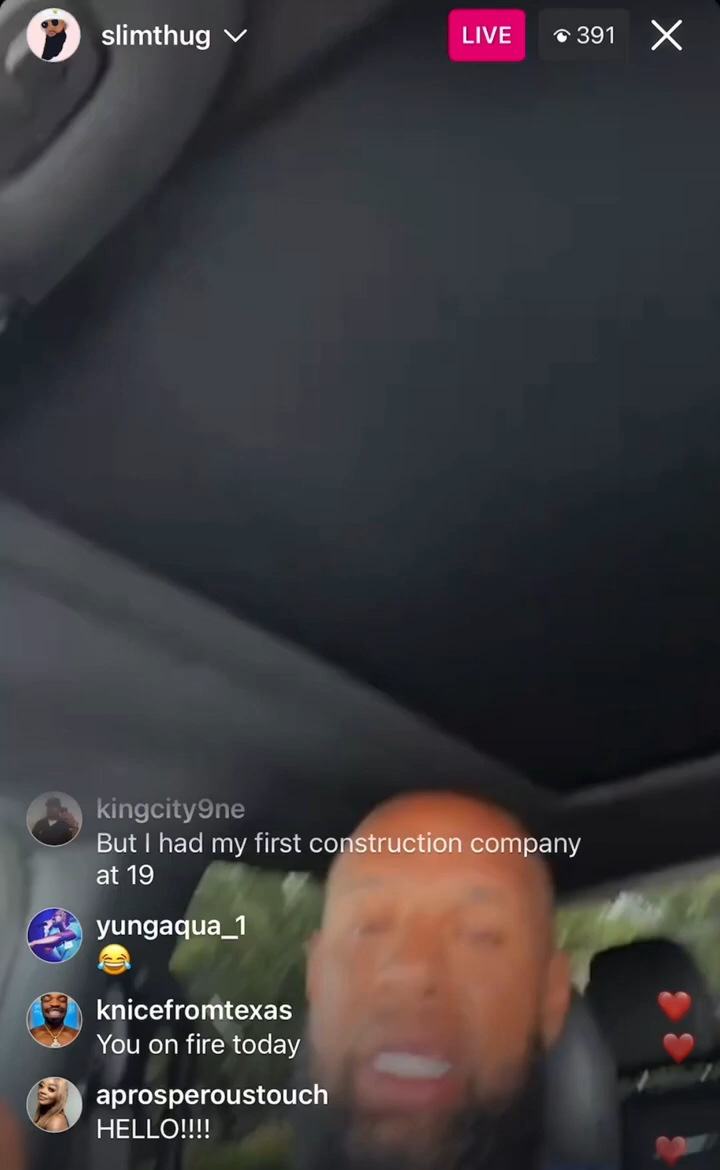 slimthug
LIVE
391
kingcity9ne
But I had my first construction company
at 19
yungaqua_1
😂
knicefromtexas
You on fire today
aprosperoustouch
HELLO!!!!